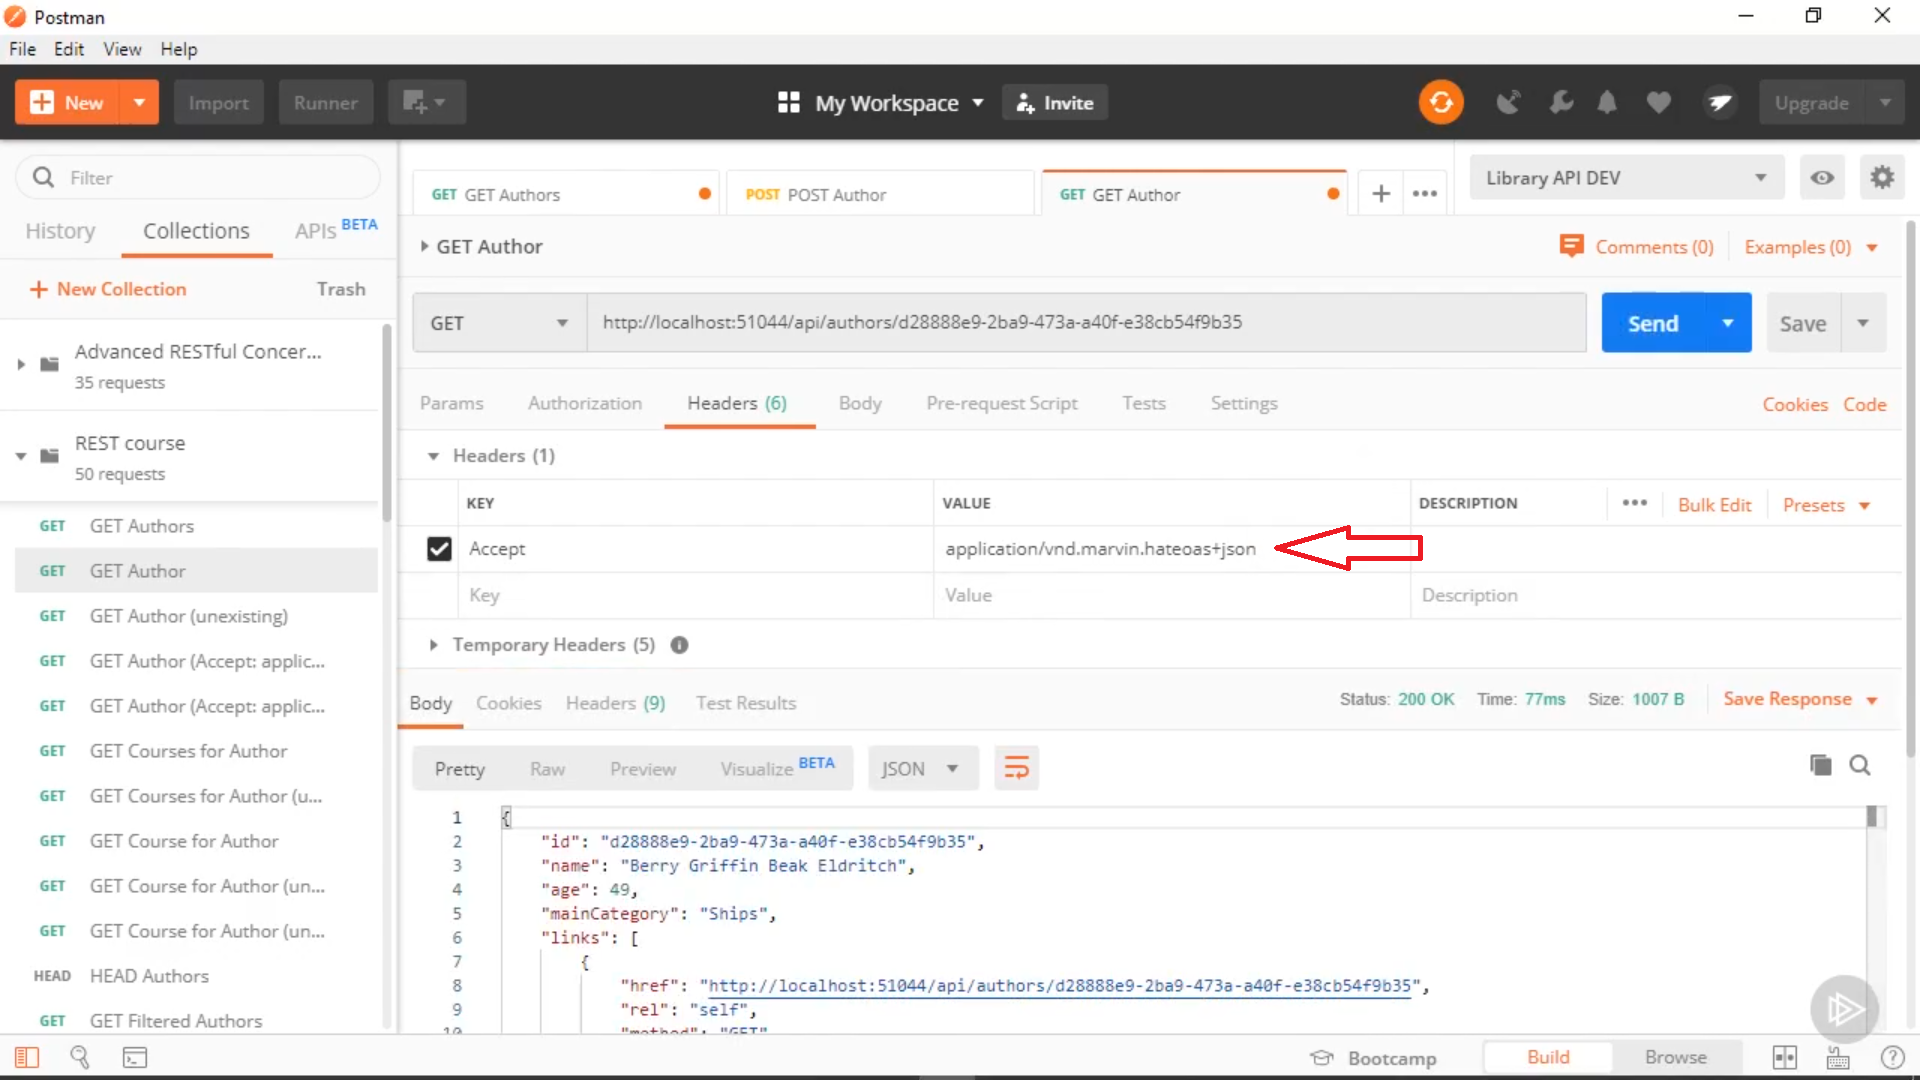 Postman
File Edit View Help
New Import Runner My Workspace Invite Upgrade
Filter
History Collections APIs BETA
New Collection Trash
Advanced RESTful Concer...
35 requests
REST course
50 requests
GET GET Authors
GET GET Author
GET GET Author (unexisting)
GET GET Author (Accept: applic...
GET GET Author (Accept: applic...
GET GET Courses for Author
GET GET Courses for Author (u...
GET GET Course for Author
GET GET Course for Author (un...
GET GET Course for Author (un...
HEAD HEAD Authors
GET GET Filtered Authors
GET GET Authors POST POST Author GET GET Author + ••• Library API DEV
GET Author Comments (0) Examples (0)
GET http://localhost:51044/api/authors/d28888e9-2ba9-473a-a40f-e38cb54f9b35 Send Save
Params Authorization Headers (6) Body Pre-request Script Tests Settings Cookies Code
Headers (1)
KEY VALUE DESCRIPTION ••• Bulk Edit Presets
Accept application/vnd.marvin.hateoas+json
Key Value Description
Temporary Headers (5)
Body Cookies Headers (9) Test Results Status: 200 OK Time: 77ms Size: 1007 B Save Response
Pretty Raw Preview Visualize BETA JSON
1 {
2 "id": "d28888e9-2ba9-473a-a40f-e38cb54f9b35",
3 "name": "Berry Griffin Beak Eldritch",
4 "age": 49,
5 "mainCategory": "Ships",
6 "links": [
7 {
8 "href": "http://localhost:51044/api/authors/d28888e9-2ba9-473a-a40f-e38cb54f9b35",
9 "rel": "self",
10 "method": "GET"
Bootcamp Build Browse